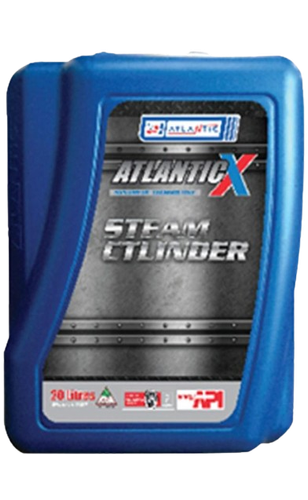 ATLANTIC
ATLANTIC X
STEAM
CYLINDER
20 Litres
API